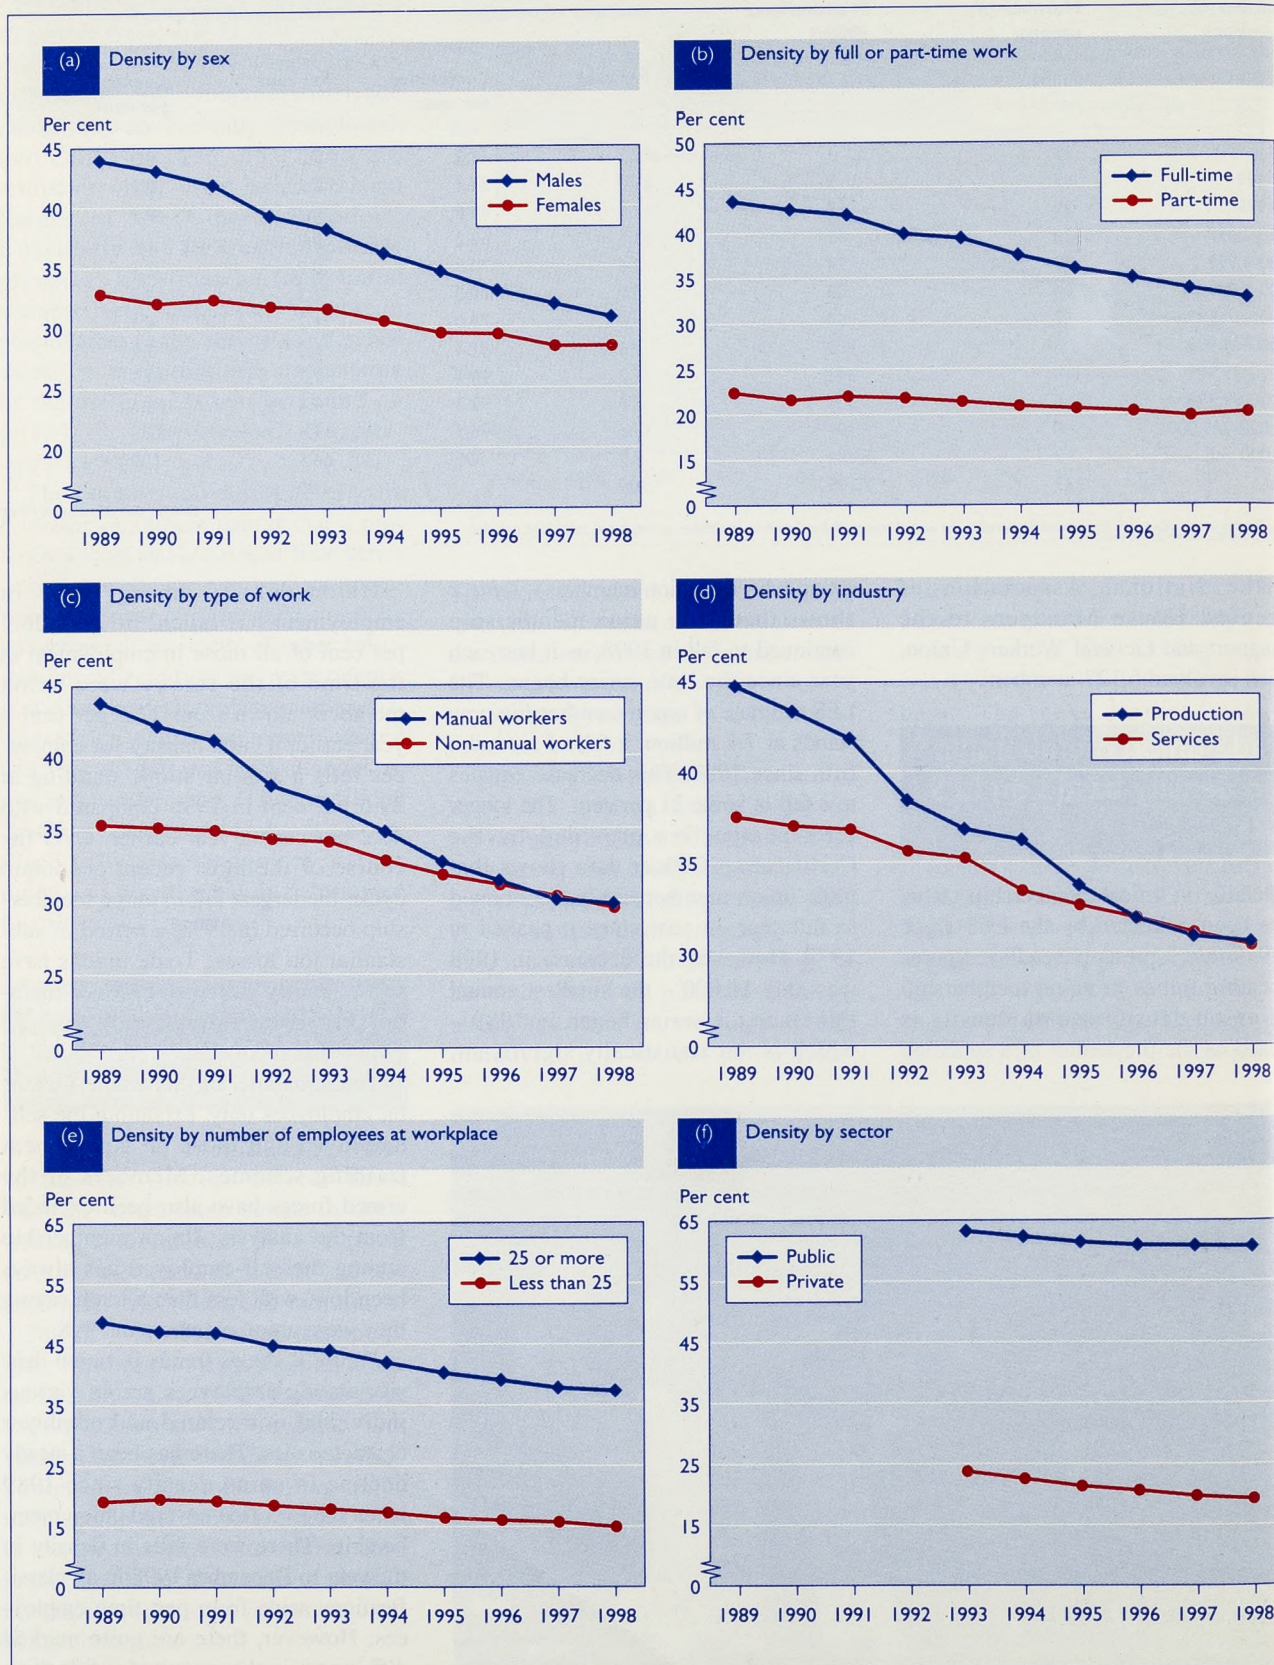 (a) Density by sex
Per cent
45
40
35
30
25
20
0
Males
Females
1989 1990 1991 1992 1993 1994 1995 1996 1997 1998
(b) Density by full or part-time work
Per cent
50
45
40
35
30
25
20
15
0
Full-time
Part-time
1989 1990 1991 1992 1993 1994 1995 1996 1997 1998
(c) Density by type of work
Per cent
45
40
35
30
25
0
Manual workers
Non-manual workers
1989 1990 1991 1992 1993 1994 1995 1996 1997 1998
(d) Density by industry
Per cent
45
40
35
30
0
Production
Services
1989 1990 1991 1992 1993 1994 1995 1996 1997 1998
(e) Density by number of employees at workplace
Per cent
65
55
45
35
25
15
0
25 or more
Less than 25
1989 1990 1991 1992 1993 1994 1995 1996 1997 1998
(f) Density by sector
Per cent
65
55
45
35
25
15
0
Public
Private
1989 1990 1991 1992 1993 1994 1995 1996 1997 1998